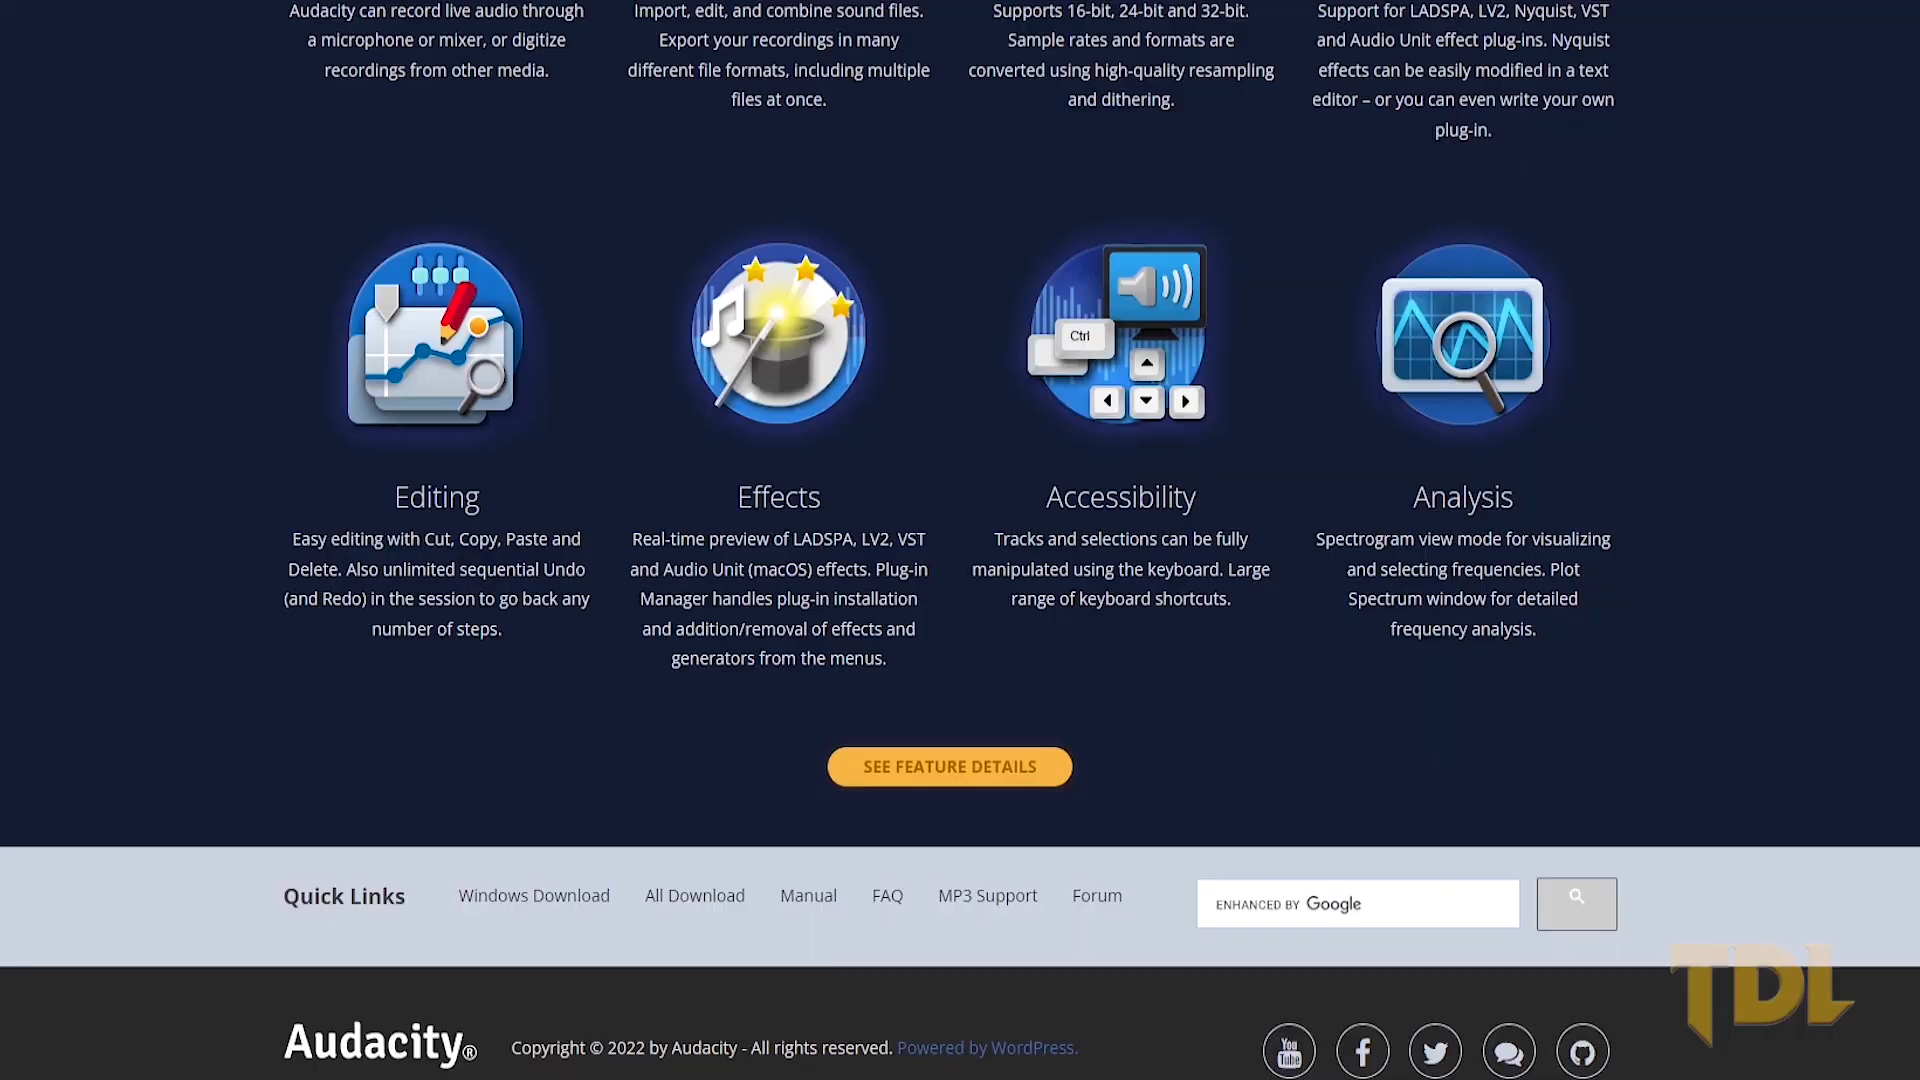 Audacity can record live audio through
a microphone or mixer, or digitize
recordings from other media.
Import, edit, and combine sound files.
Export your recordings in many
different file formats, including multiple
files at once.
Supports 16-bit, 24-bit and 32-bit.
Sample rates and formats are
converted using high-quality resampling
and dithering.
Support for LADSPA, LV2, Nyquist, VST
and Audio Unit effect plug-ins. Nyquist
effects can be easily modified in a text
editor – or you can even write your own
plug-in.
Ctrl
Editing
Easy editing with Cut, Copy, Paste and
Delete. Also unlimited sequential Undo
(and Redo) in the session to go back any
number of steps.
Effects
Real-time preview of LADSPA, LV2, VST
and Audio Unit (macOS) effects. Plug-in
Manager handles plug-in installation
and addition/removal of effects and
generators from the menus.
Accessibility
Tracks and selections can be fully
manipulated using the keyboard. Large
range of keyboard shortcuts.
Analysis
Spectrogram view mode for visualizing
and selecting frequencies. Plot
Spectrum window for detailed
frequency analysis.
SEE FEATURE DETAILS
Quick Links Windows Download All Download Manual FAQ MP3 Support Forum
ENHANCED BY Google
TDL
Audacity® Copyright © 2022 by Audacity - All rights reserved. Powered by WordPress.
You
Tube